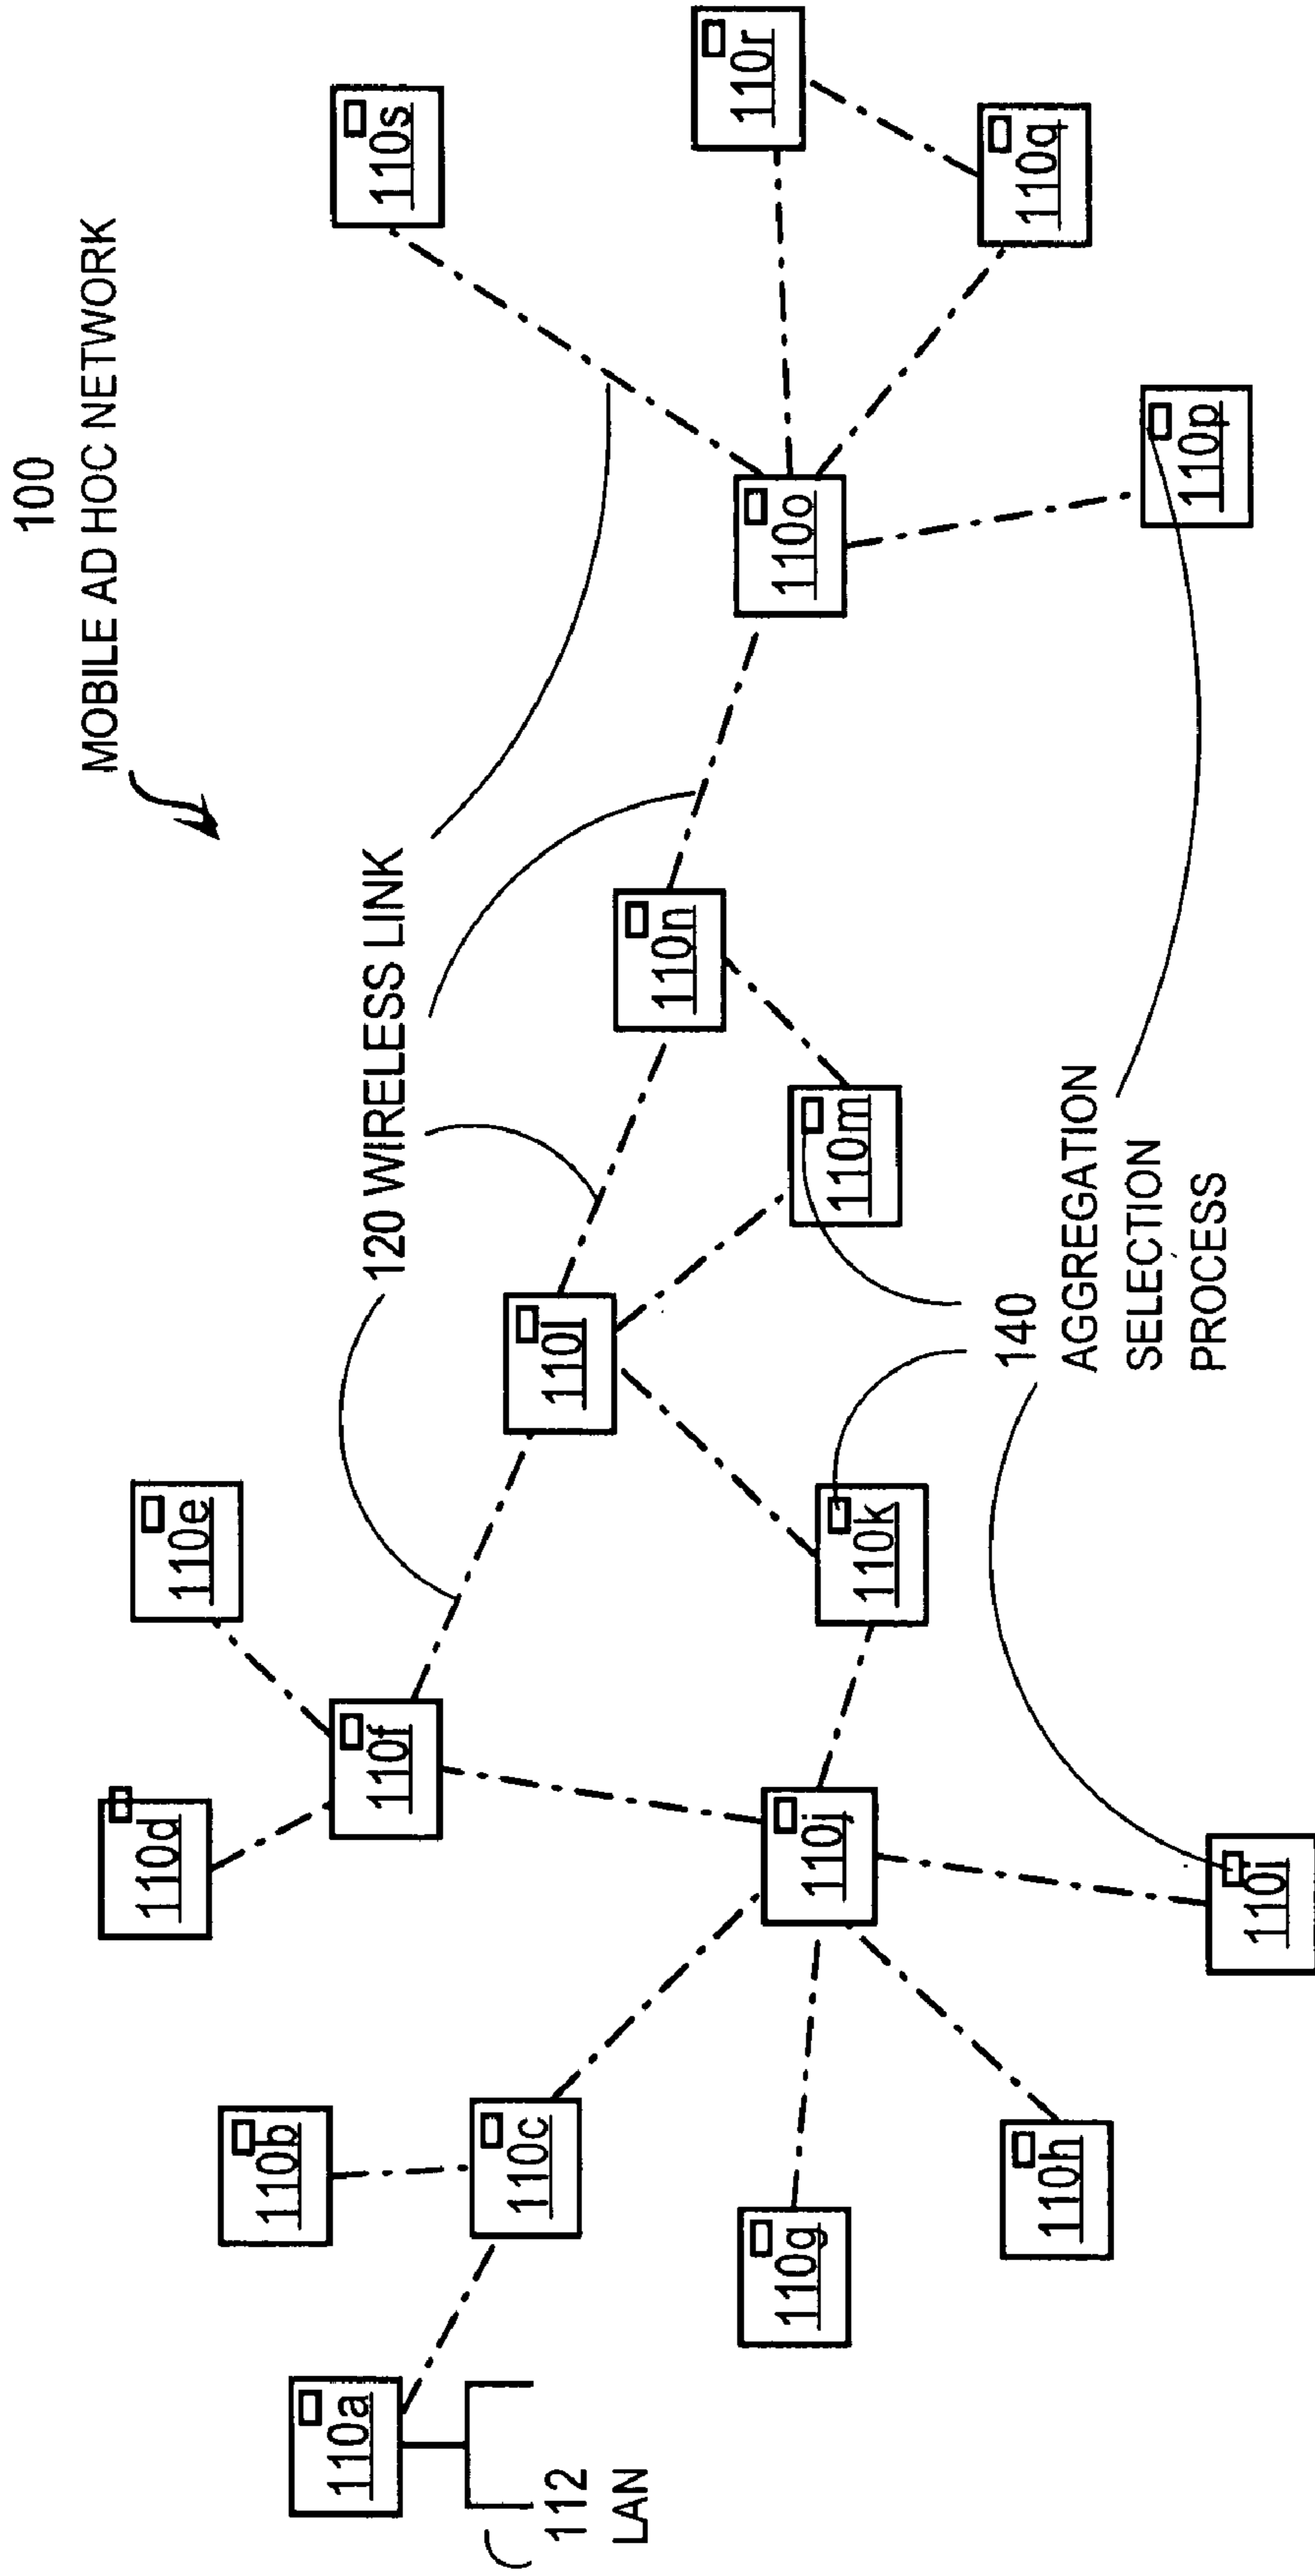 100
MOBILE AD HOC NETWORK
120 WIRELESS LINK
110a
110b
110c
110d
110e
110f
110g
110h
110i
110j
110k
110l
110m
110n
110o
110p
110q
110r
110s
112
LAN
140
AGGREGATION
SELECTION
PROCESS